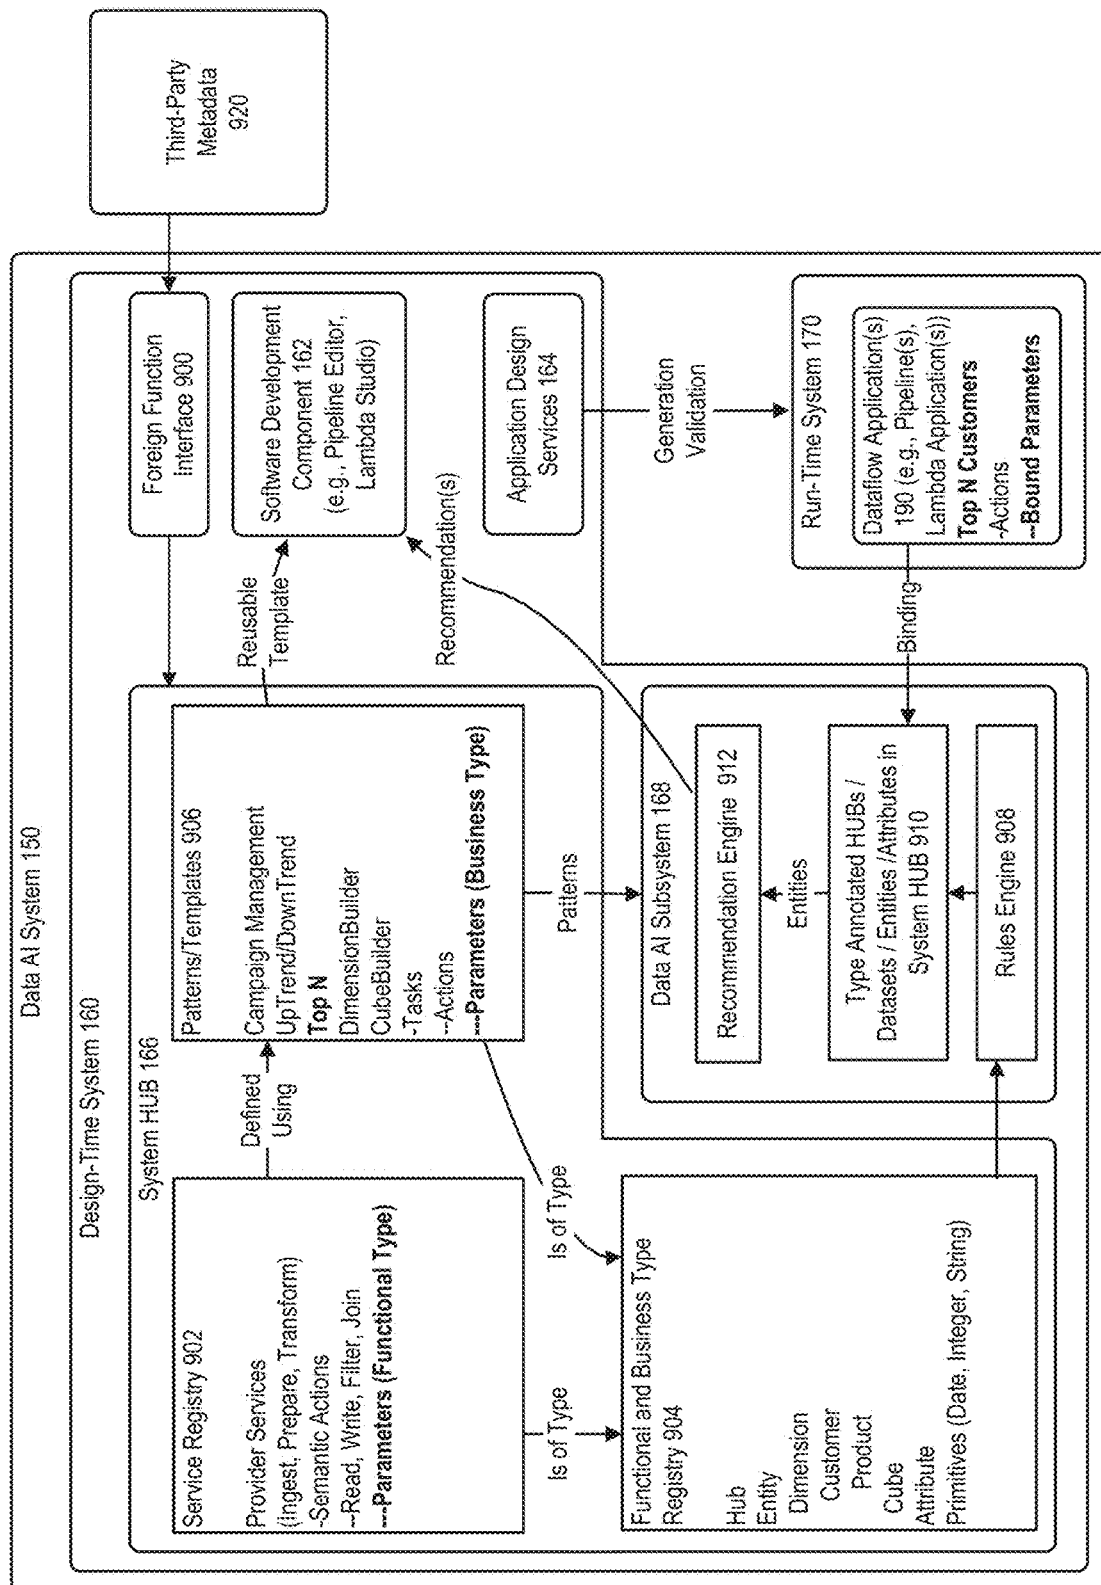 Data AI System 150
Design-Time System 160
System HUB 166
Service Registry 902
Provider Services
(Ingest, Prepare, Transform)
-Semantic Actions
--Read, Write, Filter, Join
---Parameters (Functional Type)
Defined
Using
Patterns/Templates 906
Campaign Management
UpTrend/DownTrend
Top N
DimensionBuilder
CubeBuilder
-Tasks
--Actions
---Parameters (Business Type)
Reusable
Template
Foreign Function
Interface 900
Third-Party
Metadata
920
Software Development
Component 162
(e.g., Pipeline Editor,
Lambda Studio)
Recommendation(s)
Application Design
Services 164
Is of Type
Is of Type
Patterns
Generation
Validation
Functional and Business Type
Registry 904
Hub
Entity
Dimension
Customer
Product
Cube
Attribute
Primitives (Date, Integer, String)
Data AI Subsystem 168
Recommendation Engine 912
Entities
Type Annotated HUBs /
Datasets / Entities /Attributes in
System HUB 910
Rules Engine 908
Binding
Run-Time System 170
Dataflow Application(s)
190 (e.g., Pipeline(s),
Lambda Application(s))
Top N Customers
-Actions
--Bound Parameters